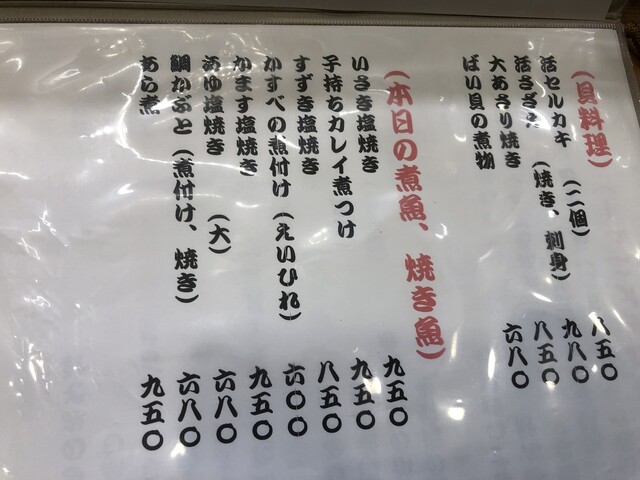 (貝料理)
活セルカキ (二個) 八五〇
活さざえ (焼き、刺身) 九八〇
大あさり焼き 八五〇
ばい貝の煮物 六八〇
(本日の煮魚、焼き魚)
いさき塩焼き 九五〇
子持ちカレイ煮つけ 九五〇
すずき塩焼き 八五〇
かすべの煮付け(えいひれ) 六〇〇
かます塩焼き 九五〇
あゆ塩焼き (大) 六八〇
鯛かぶと(煮付け、焼き) 六八〇
あら煮 九五〇